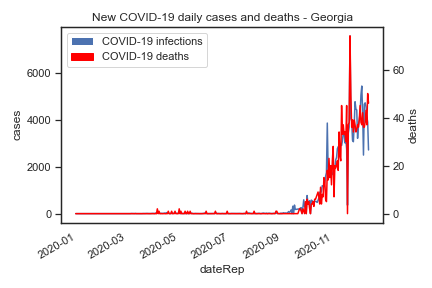 New COVID-19 daily cases and deaths - Georgia
COVID-19 infections
COVID-19 deaths
cases
6000
4000
2000
0
deaths
60
40
20
0
2020-01
2020-03
2020-05
2020-07
2020-09
2020-11
dateRep